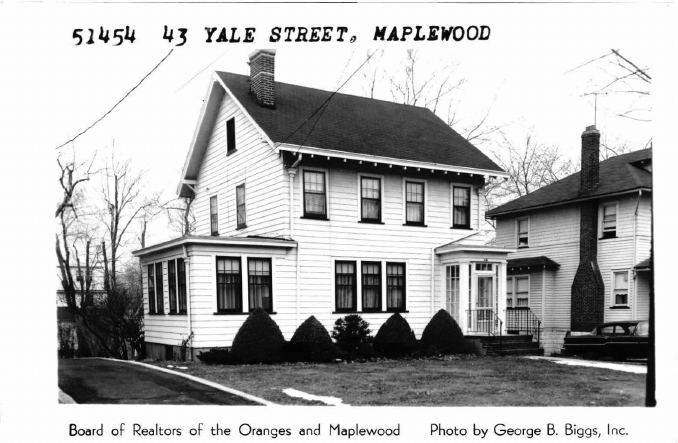 51454 43 YALE STREET, MAPLEWOOD
Board of Realtors of the Oranges and Maplewood Photo by George B. Biggs, Inc.